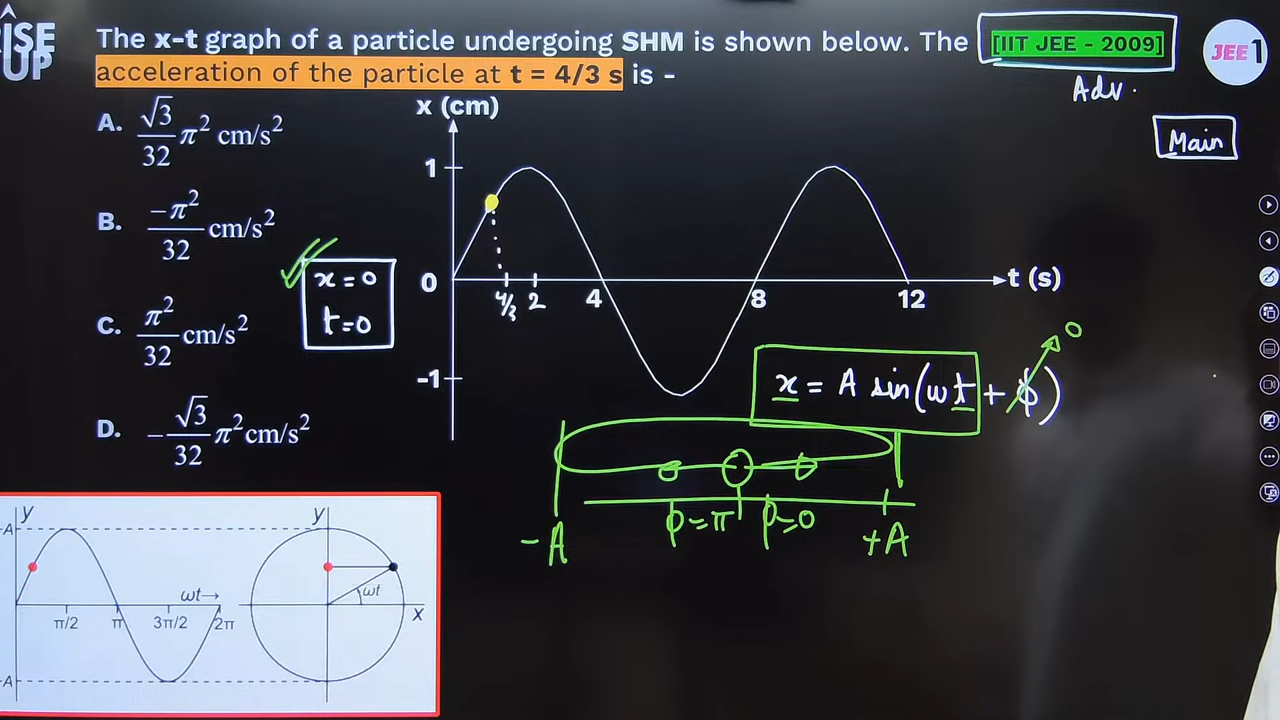 RISE
UP
The x-t graph of a particle undergoing SHM is shown below. The [IIT JEE - 2009]
acceleration of the particle at t = 4/3 s is -
JEE 1
Adv.
Main
A. √3/32 π² cm/s²
B. -π²/32 cm/s²
C. π²/32 cm/s²
D. -√3/32 π² cm/s²
x = 0
t = 0
x (cm)
1
0
-1
4/3 2 4 8 12
t (s)
x = A sin(ωt + φ) 0
-A φ=π φ=0 +A
y
A
-A
ωt→
π/2 π 3π/2 2π
y
ωt
x